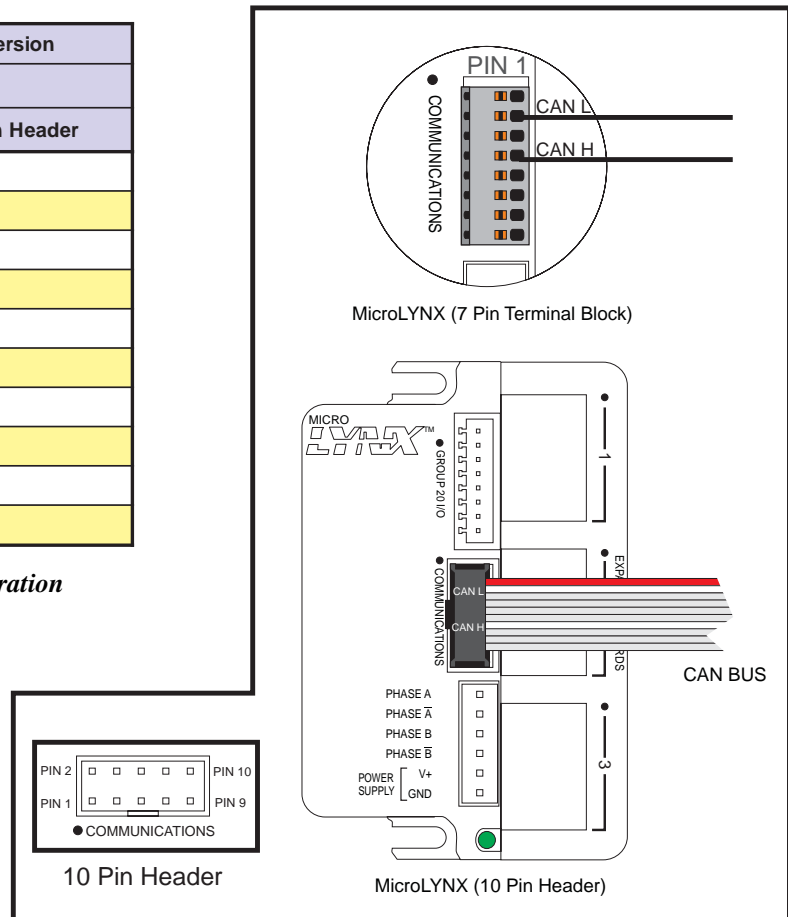 ersion
Header
ration
PIN 1
COMMUNICATIONS
CAN L
CAN H
MicroLYNX (7 Pin Terminal Block)
MICRO
LYNX™
GROUP 20 I/O
1
COMMUNICATIONS
CAN L
CAN H
EXPA
RDS
CAN BUS
PHASE A
PHASE A̅
PHASE B
PHASE B̅
POWER SUPPLY
V+
GND
3
MicroLYNX (10 Pin Header)
PIN 2
PIN 10
PIN 1
PIN 9
COMMUNICATIONS
10 Pin Header